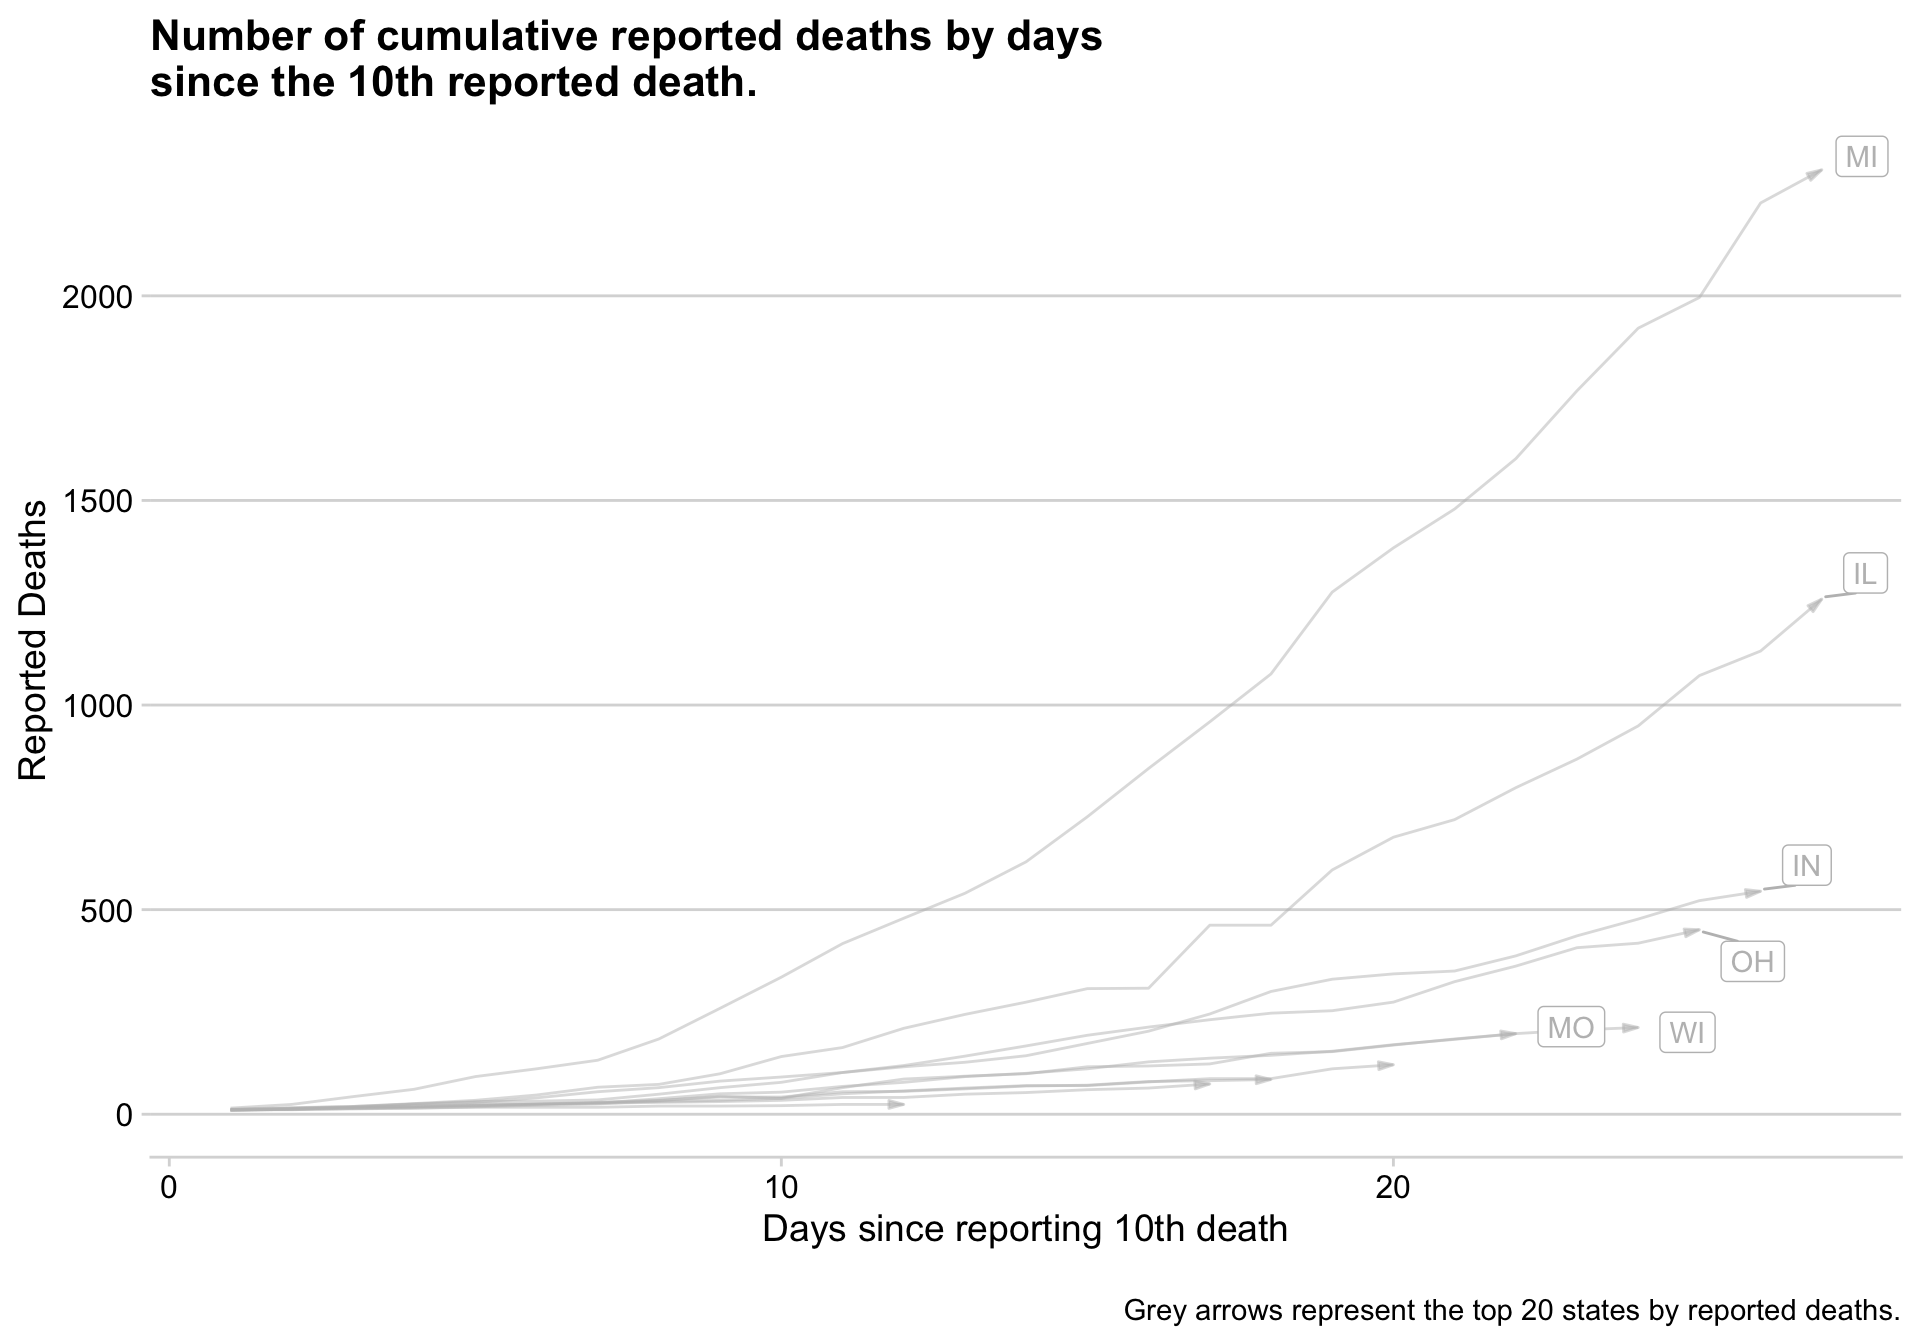 Number of cumulative reported deaths by days
since the 10th reported death.
MI
2000
1500
IL
Reported Deaths
1000
IN
500
OH
MO
WI
0
0 10 20
Days since reporting 10th death
Grey arrows represent the top 20 states by reported deaths.